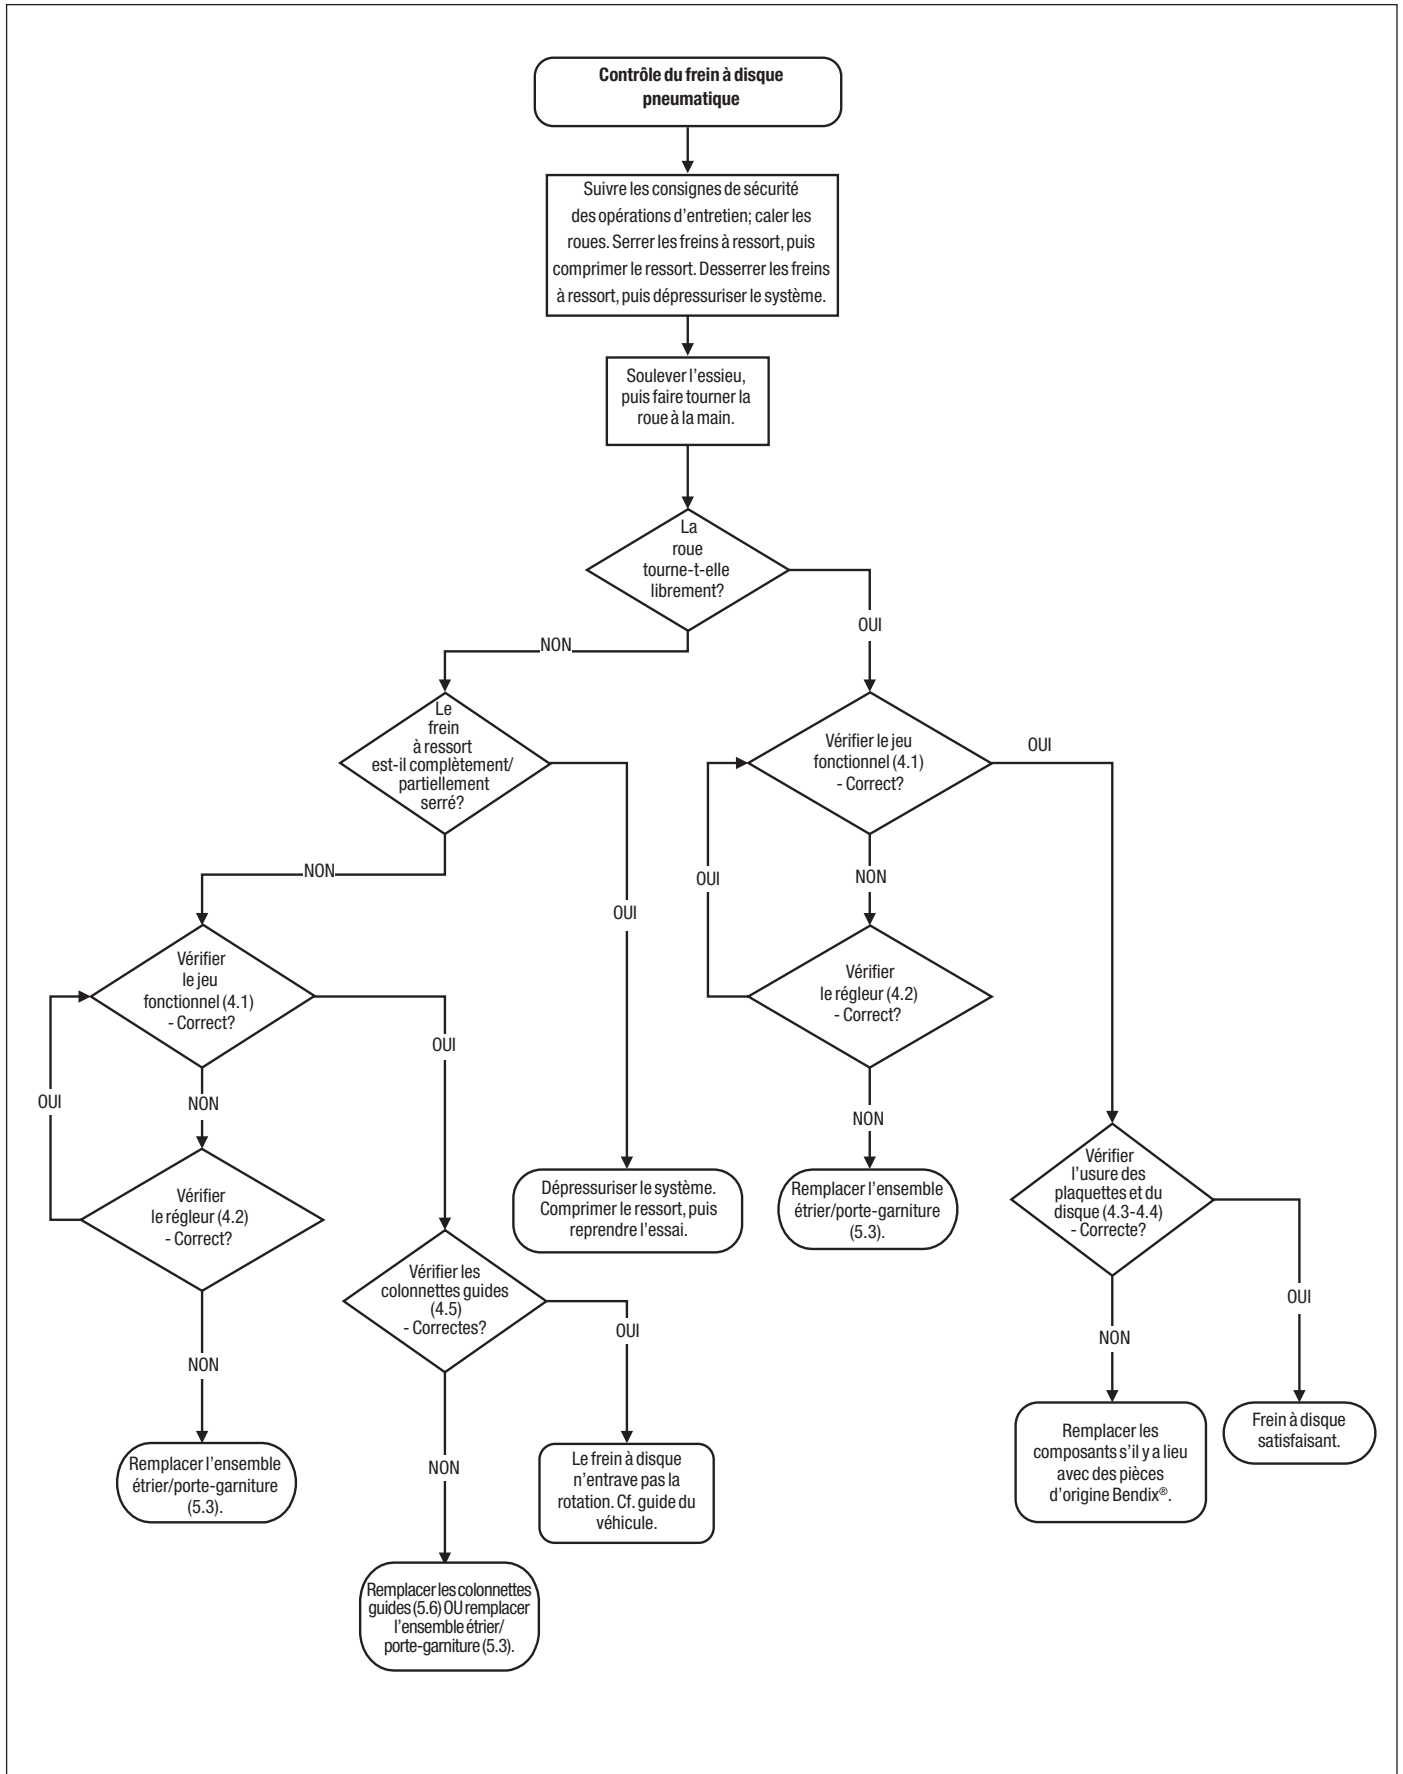 Contrôle du frein à disque
pneumatique
Suivre les consignes de sécurité
des opérations d'entretien; caler les
roues. Serrer les freins à ressort, puis
comprimer le ressort. Desserrer les freins
à ressort, puis dépressuriser le système.
Soulever l'essieu,
puis faire tourner la
roue à la main.
La
roue
tourne-t-elle
librement?
NON
OUI
Le
frein
à ressort
est-il complètement/
partiellement
serré?
Vérifier le jeu
fonctionnel (4.1)
- Correct?
OUI
NON
OUI
OUI
NON
Vérifier
le jeu
fonctionnel (4.1)
- Correct?
Vérifier
le régleur (4.2)
- Correct?
OUI
OUI
NON
NON
Vérifier
le régleur (4.2)
- Correct?
Dépressuriser le système.
Comprimer le ressort, puis
reprendre l'essai.
Remplacer l'ensemble
étrier/porte-garniture
(5.3).
Vérifier
l'usure des
plaquettes et du
disque (4.3-4.4)
- Correcte?
Vérifier les
colonnettes guides
(4.5)
- Correctes?
OUI
OUI
NON
NON
NON
Remplacer l'ensemble
étrier/porte-garniture
(5.3).
Le frein à disque
n'entrave pas la
rotation. Cf. guide du
véhicule.
Remplacer les
composants s'il y a lieu
avec des pièces
d'origine Bendix®.
Frein à disque
satisfaisant.
Remplacer les colonnettes
guides (5.6) OU remplacer
l'ensemble étrier/
porte-garniture (5.3).